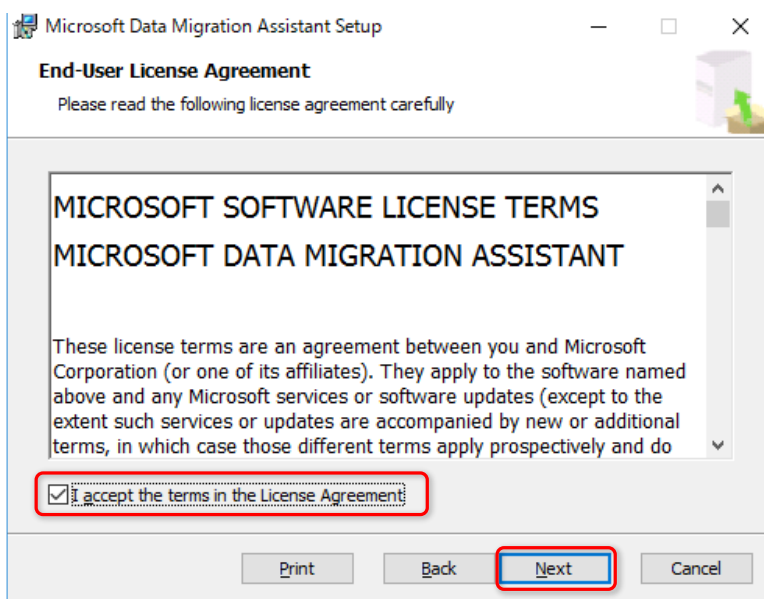 Microsoft Data Migration Assistant Setup
End-User License Agreement
Please read the following license agreement carefully
MICROSOFT SOFTWARE LICENSE TERMS
MICROSOFT DATA MIGRATION ASSISTANT
These license terms are an agreement between you and Microsoft
Corporation (or one of its affiliates). They apply to the software named
above and any Microsoft services or software updates (except to the
extent such services or updates are accompanied by new or additional
terms, in which case those different terms apply prospectively and do
I accept the terms in the License Agreement
Print Back Next Cancel